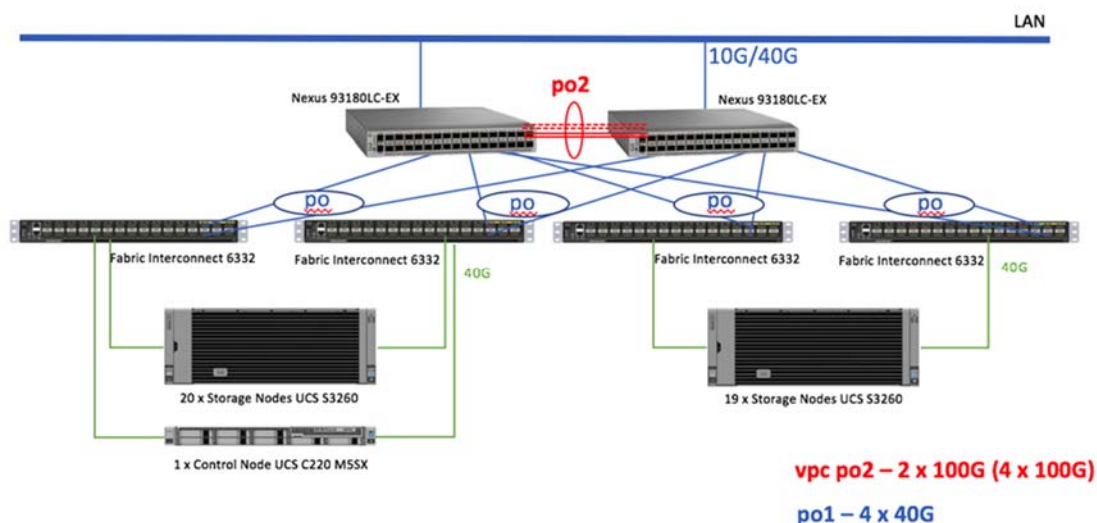 LAN
10G/40G
po2
Nexus 93180LC-EX
Nexus 93180LC-EX
po
po
po
po
Fabric Interconnect 6332
Fabric Interconnect 6332
Fabric Interconnect 6332
Fabric Interconnect 6332
40G
40G
20 x Storage Nodes UCS S3260
19 x Storage Nodes UCS S3260
1 x Control Node UCS C220 M5SX
vpc po2 – 2 x 100G (4 x 100G)
po1 – 4 x 40G